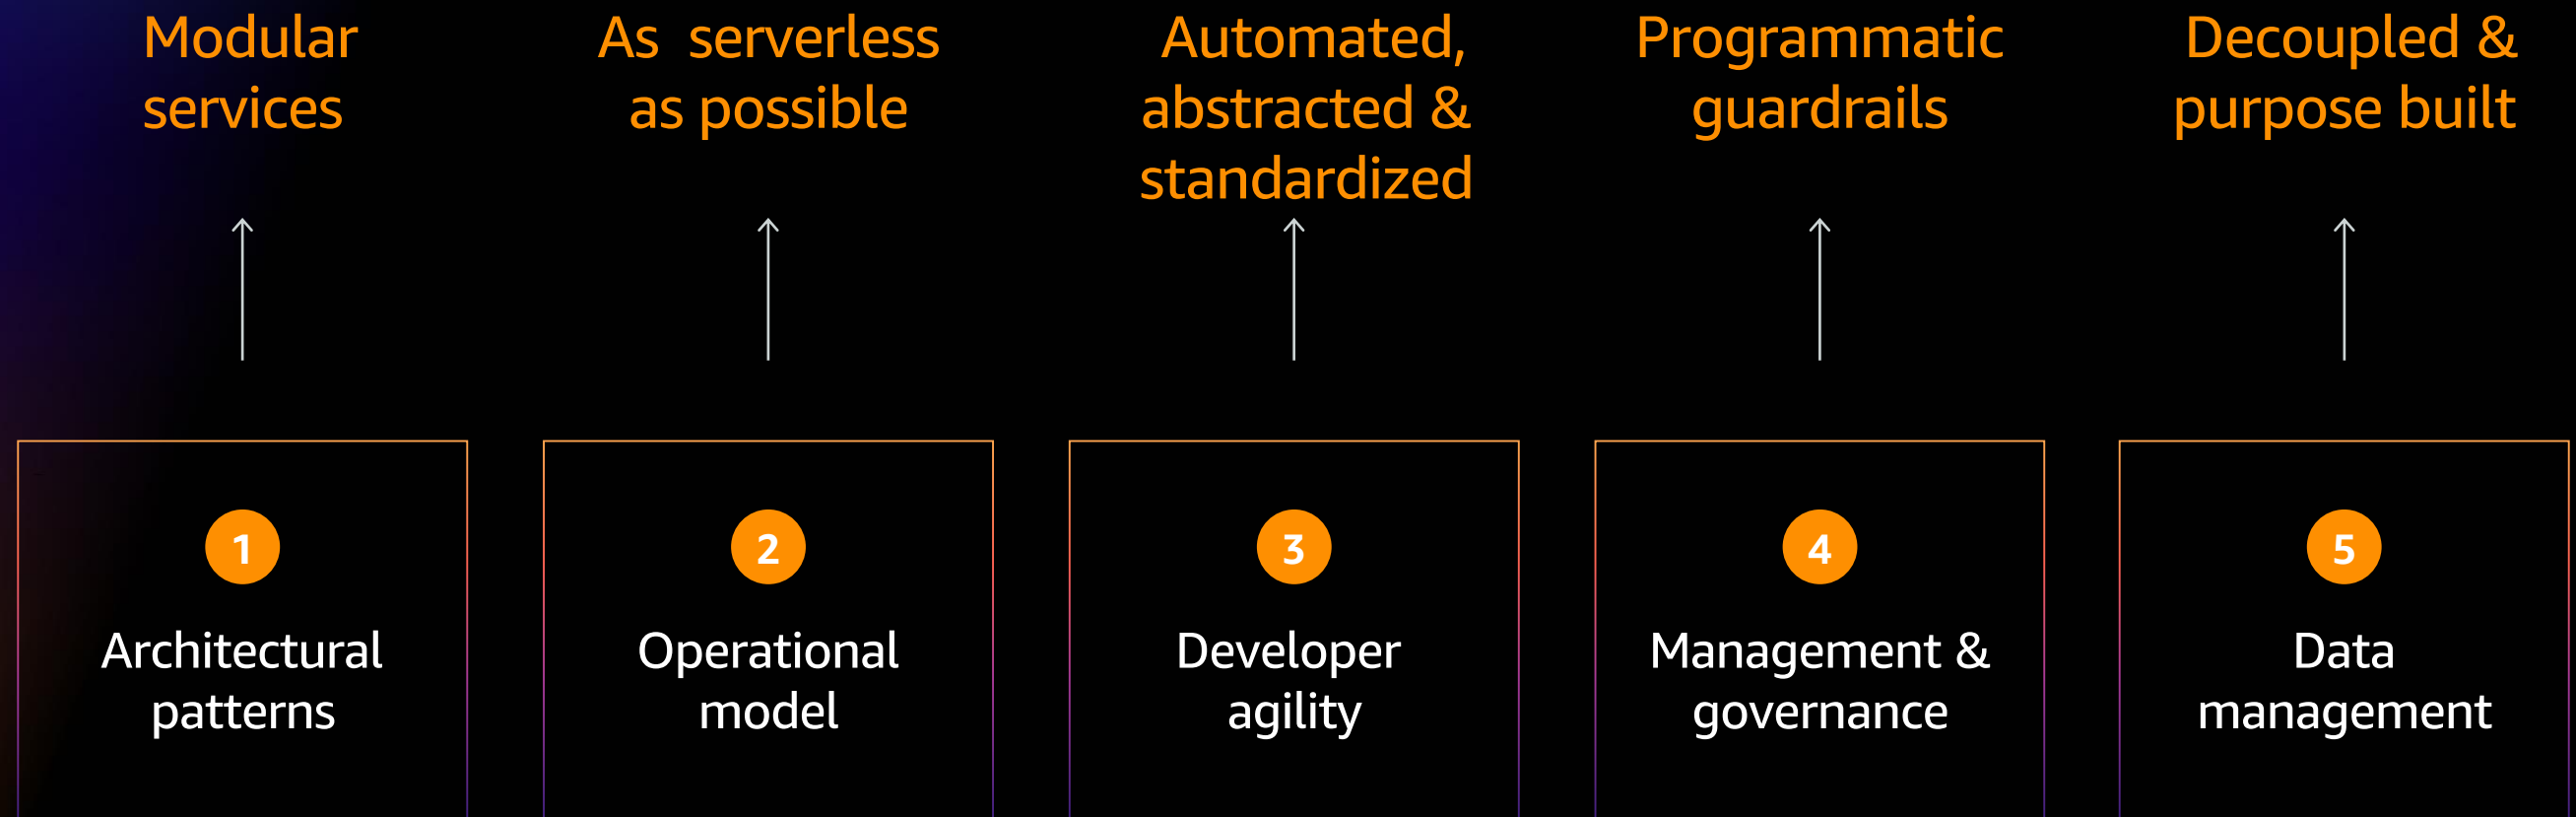 Modular
services
As  serverless
as possible
Automated,
abstracted &
standardized
Programmatic
guardrails
Decoupled &
purpose built
1
Architectural
patterns
2
Operational
model
3
Developer
agility
4
Management &
governance
5
Data
management